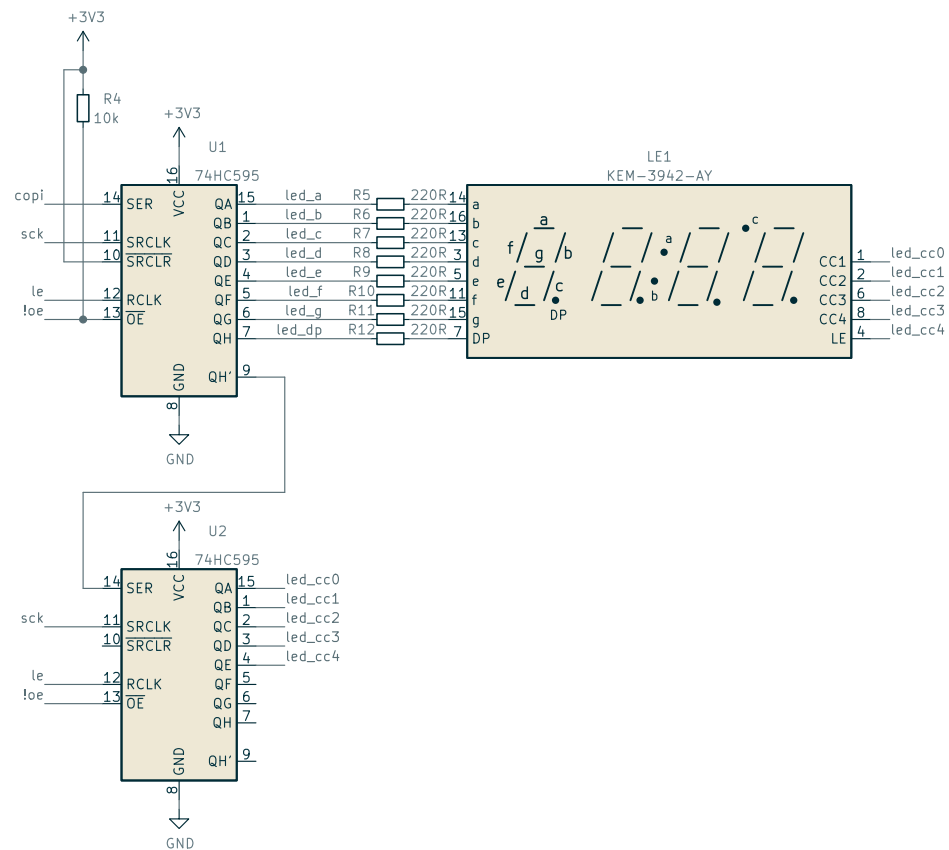 +3V3
R4
10k
+3V3
U1
74HC595
16
VCC
copi 14 SER
sck 11 SRCLK
10 SRCLR
le 12 RCLK
!oe 13 OE
GND
8
GND
QA 15 led_a R5 220R 14 a
QB 1 led_b R6 220R 16 b
QC 2 led_c R7 220R 13 c
QD 3 led_d R8 220R 3 d
QE 4 led_e R9 220R 5 e
QF 5 led_f R10 220R 11 f
QG 6 led_g R11 220R 15 g
QH 7 led_dp R12 220R 7 DP
QH' 9
LE1
KEM-3942-AY
a
f g b
e d c
DP
a
b
c
CC1 1 led_cc0
CC2 2 led_cc1
CC3 6 led_cc2
CC4 8 led_cc3
LE 4 led_cc4
+3V3
U2
74HC595
16
VCC
14 SER
sck 11 SRCLK
10 SRCLR
le 12 RCLK
!oe 13 OE
GND
8
GND
QA 15 led_cc0
QB 1 led_cc1
QC 2 led_cc2
QD 3 led_cc3
QE 4 led_cc4
QF 5
QG 6
QH 7
QH' 9